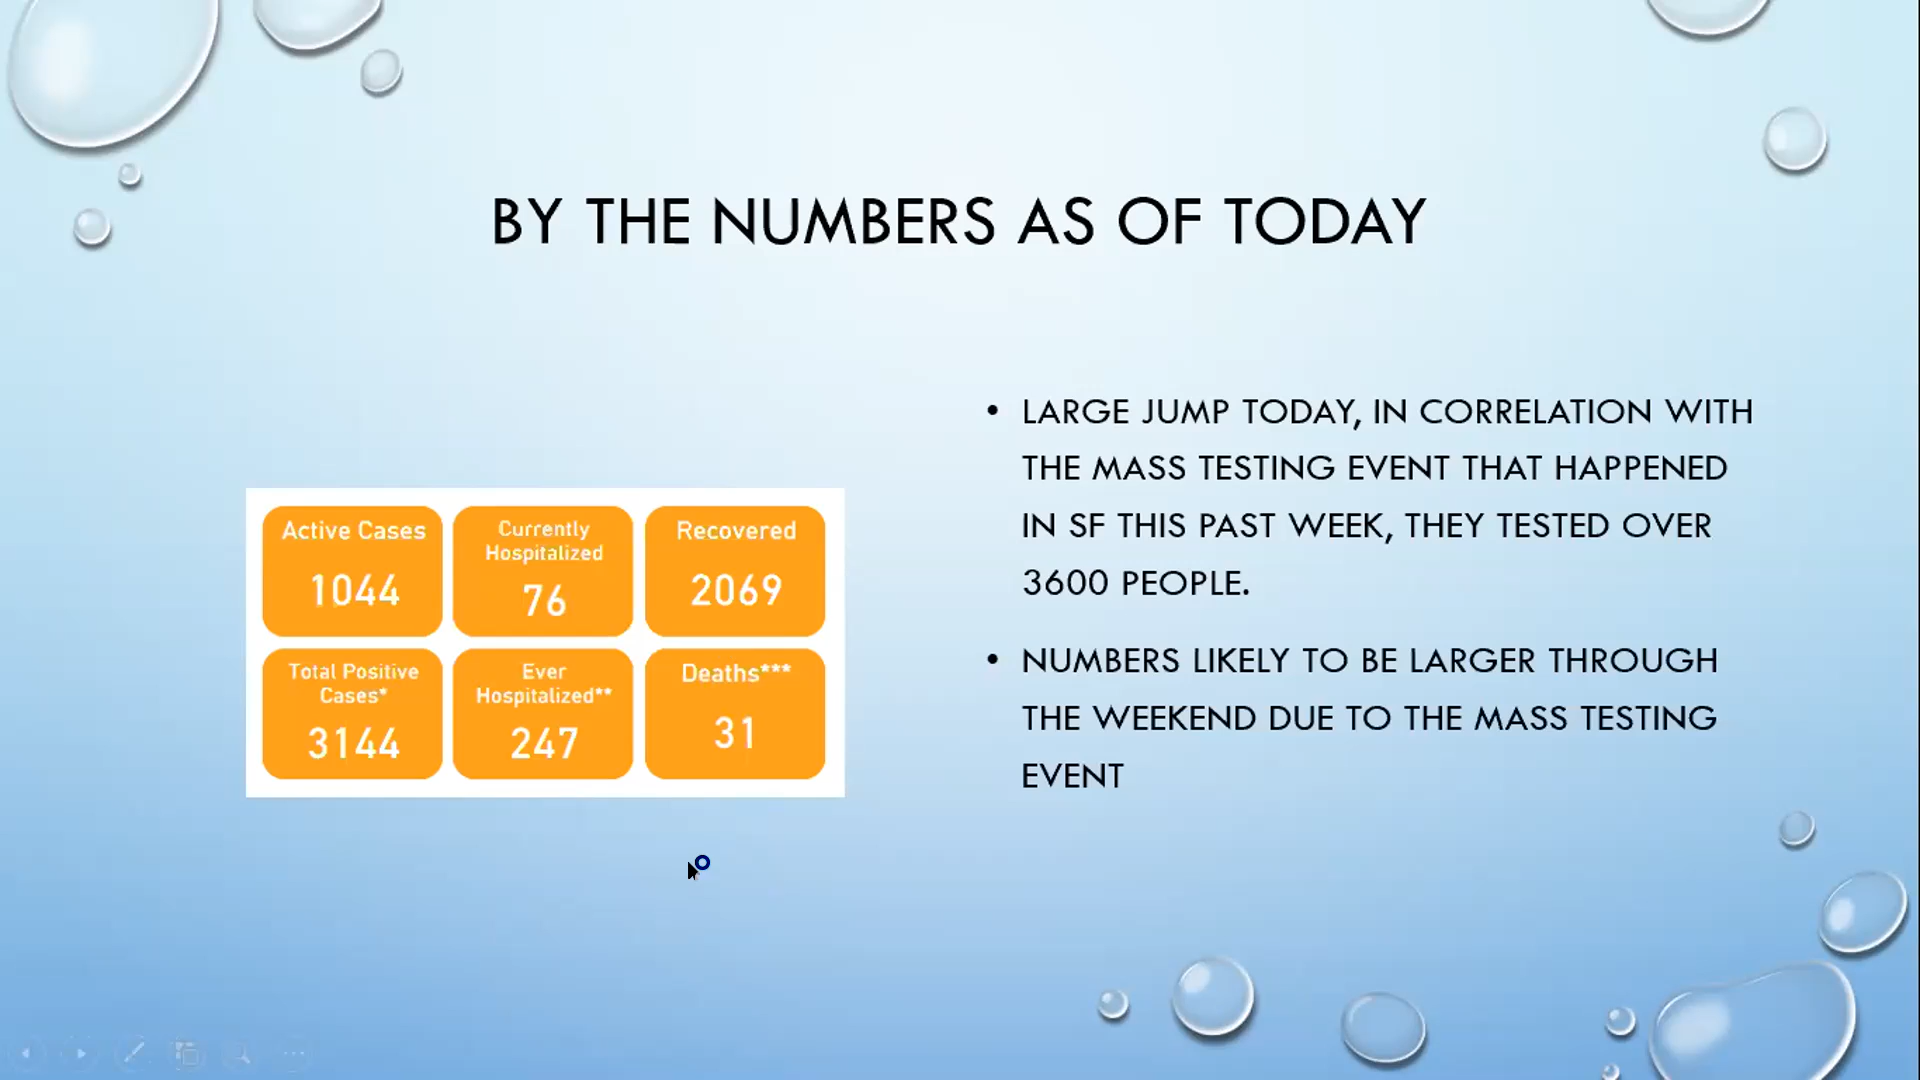 BY THE NUMBERS AS OF TODAY
Active Cases
1044
Currently
Hospitalized
76
Recovered
2069
Total Positive
Cases*
3144
Ever
Hospitalized**
247
Deaths***
31
• LARGE JUMP TODAY, IN CORRELATION WITH
THE MASS TESTING EVENT THAT HAPPENED
IN SF THIS PAST WEEK, THEY TESTED OVER
3600 PEOPLE.
• NUMBERS LIKELY TO BE LARGER THROUGH
THE WEEKEND DUE TO THE MASS TESTING
EVENT